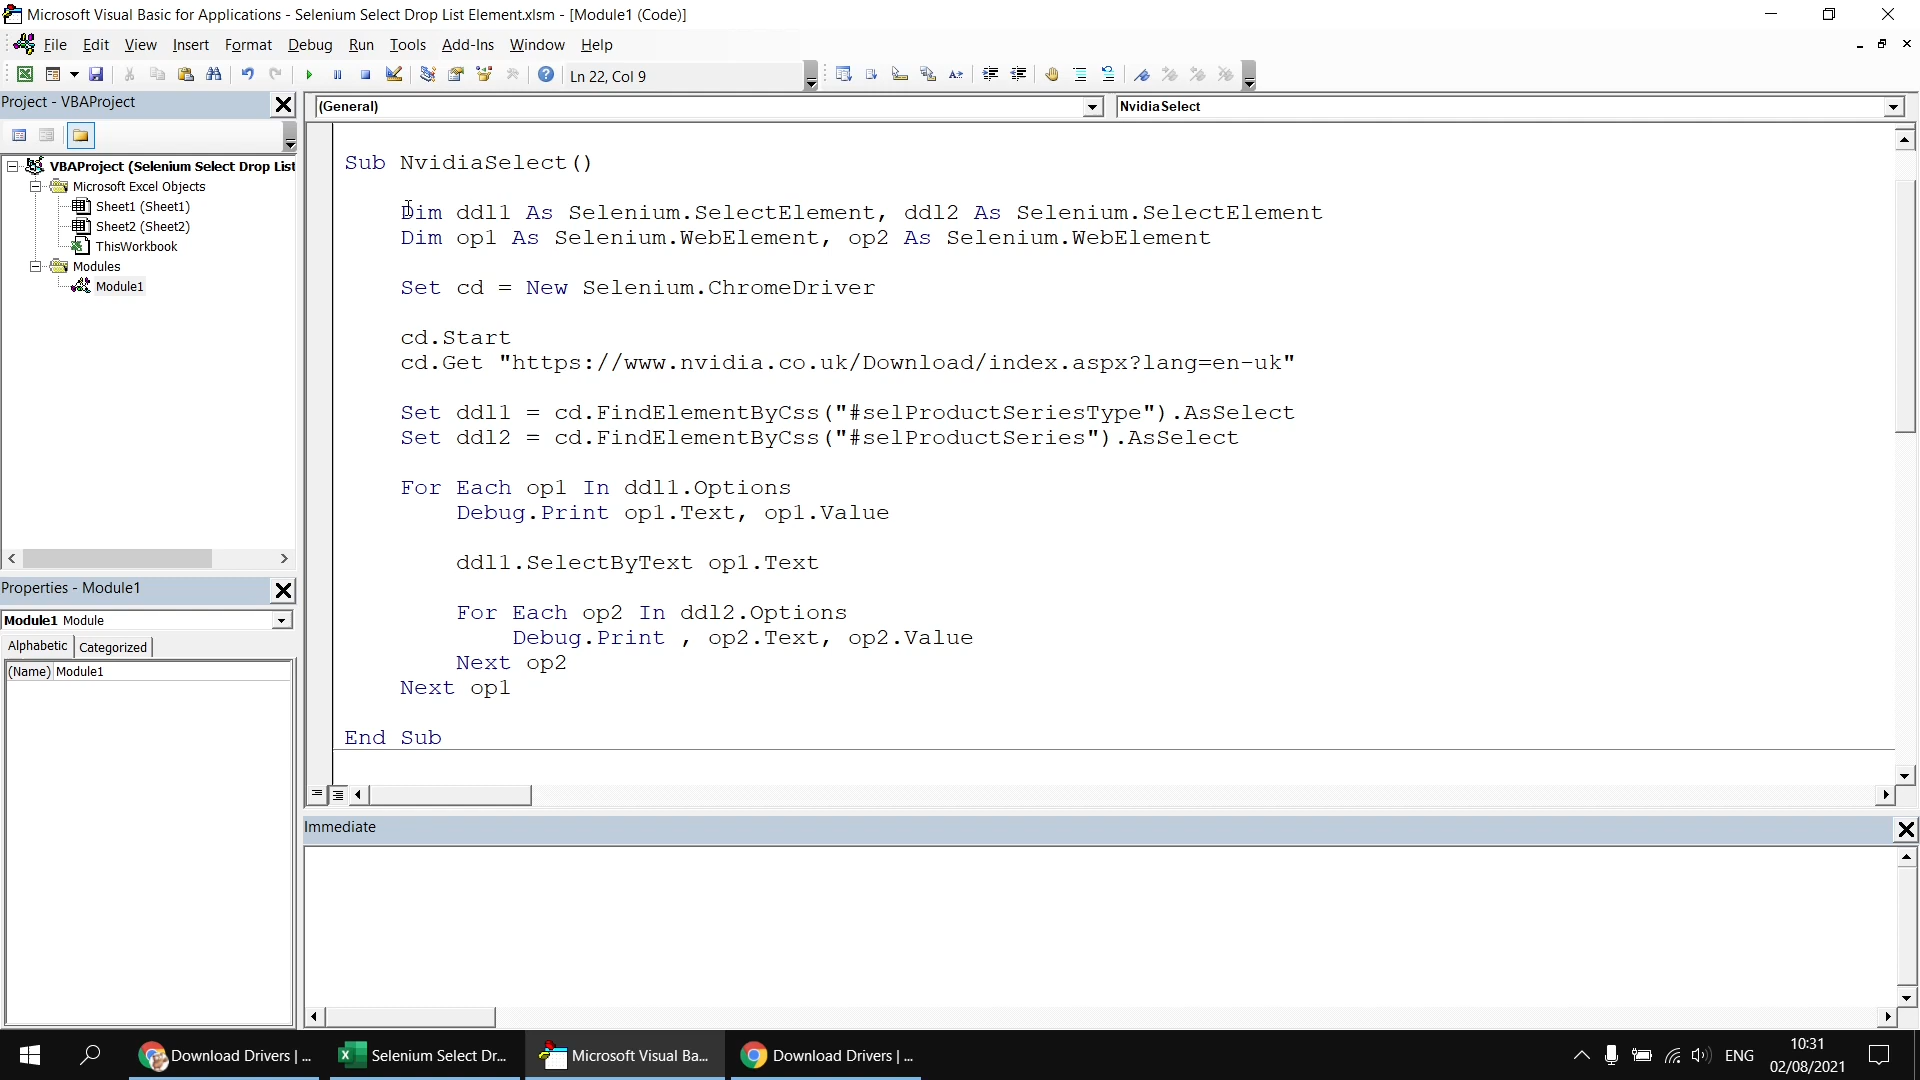 Microsoft Visual Basic for Applications - Selenium Select Drop List Element.xlsm - [Module1 (Code)]
File Edit View Insert Format Debug Run Tools Add-Ins Window Help
Ln 22, Col 9
Project - VBAProject
(General)
NvidiaSelect
VBAProject (Selenium Select Drop List
Microsoft Excel Objects
Sheet1 (Sheet1)
Sheet2 (Sheet2)
ThisWorkbook
Modules
Module1
Sub NvidiaSelect()
Dim ddl1 As Selenium.SelectElement, ddl2 As Selenium.SelectElement
Dim op1 As Selenium.WebElement, op2 As Selenium.WebElement
Set cd = New Selenium.ChromeDriver
cd.Start
cd.Get "https://www.nvidia.co.uk/Download/index.aspx?lang=en-uk"
Set ddl1 = cd.FindElementByCss("#selProductSeriesType").AsSelect
Set ddl2 = cd.FindElementByCss("#selProductSeries").AsSelect
For Each op1 In ddl1.Options
Debug.Print op1.Text, op1.Value
ddl1.SelectByText op1.Text
For Each op2 In ddl2.Options
Debug.Print , op2.Text, op2.Value
Next op2
Next op1
End Sub
Properties - Module1
Module1 Module
Alphabetic Categorized
(Name) Module1
Immediate
Download Drivers | ...
Selenium Select Dr...
Microsoft Visual Ba...
Download Drivers | ...
ENG
10:31
02/08/2021